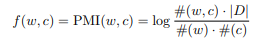 f(w, c) = PMI(w, c) = log #(w, c) · |D| / #(w) · #(c)